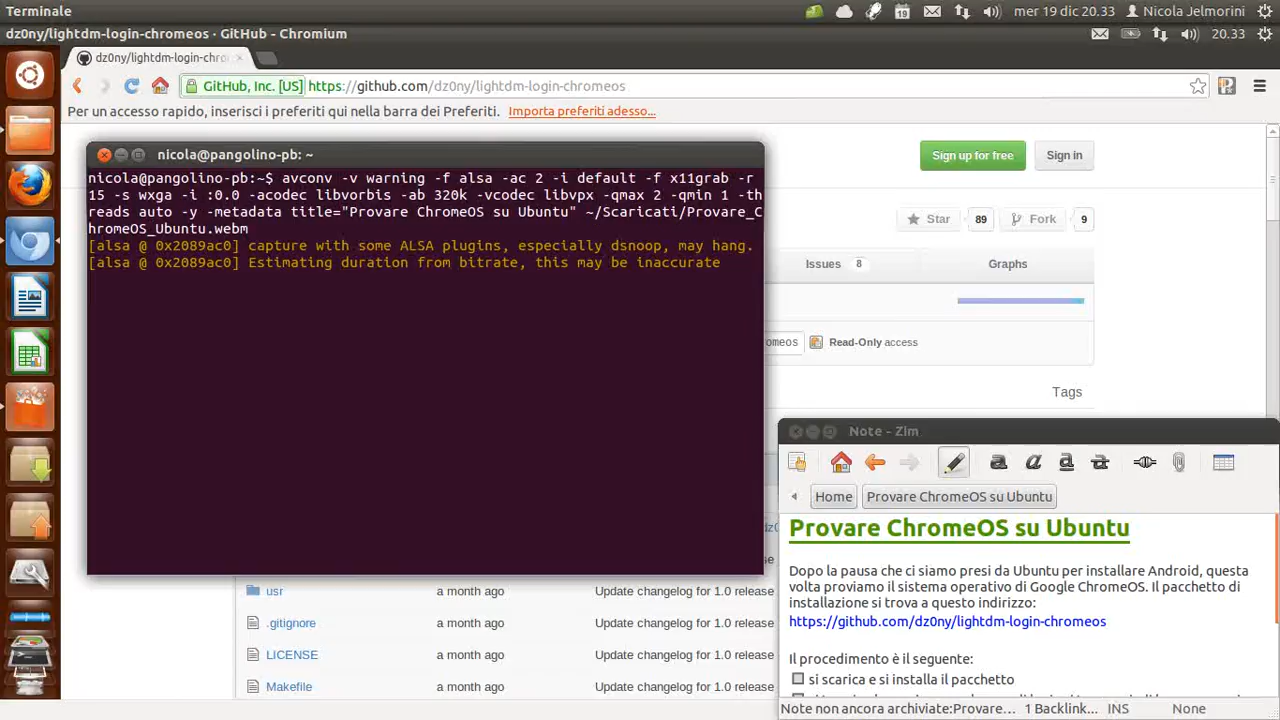 Terminale
mer 19 dic 20.33
Nicola Jelmorini
dz0ny/lightdm-login-chromeos · GitHub - Chromium
20.33
dz0ny/lightdm-login-chro
GitHub, Inc. [US] https://github.com/dz0ny/lightdm-login-chromeos
Per un accesso rapido, inserisci i preferiti qui nella barra dei Preferiti. Importa preferiti adesso...
nicola@pangolino-pb: ~
nicola@pangolino-pb:~$ avconv -v warning -f alsa -ac 2 -i default -f x11grab -r
15 -s wxga -i :0.0 -acodec libvorbis -ab 320k -vcodec libvpx -qmax 2 -qmin 1 -th
reads auto -y -metadata title="Provare ChromeOS su Ubuntu" ~/Scaricati/Provare_C
hromeOS_Ubuntu.webm
[alsa @ 0x2089ac0] capture with some ALSA plugins, especially dsnoop, may hang.
[alsa @ 0x2089ac0] Estimating duration from bitrate, this may be inaccurate
Sign up for free
Sign in
Star 89
Fork 9
Issues 8
Graphs
omeos
Read-Only access
Tags
usr a month ago Update changelog for 1.0 release
.gitignore a month ago Update changelog for 1.0 release
LICENSE a month ago Update changelog for 1.0 release
Makefile a month ago Update changelog for 1.0 release
Note - Zim
Home
Provare ChromeOS su Ubuntu
Provare ChromeOS su Ubuntu
Dopo la pausa che ci siamo presi da Ubuntu per installare Android, questa
volta proviamo il sistema operativo di Google ChromeOS. Il pacchetto di
installazione si trova a questo indirizzo:
https://github.com/dz0ny/lightdm-login-chromeos
Il procedimento è il seguente:
si scarica e si installa il pacchetto
Note non ancora archiviate:Provare... 1 Backlink... INS None